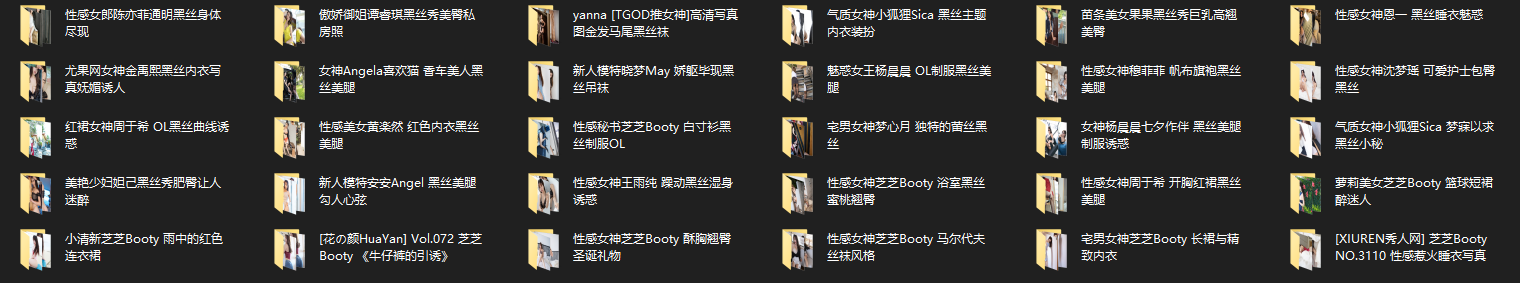 性感女郎陈亦菲通明黑丝身体
尽现
傲娇御姐谭睿琪黑丝秀美臀私
房照
yanna [TGOD推女神]高清写真
图金发马尾黑丝袜
气质女神小狐狸Sica 黑丝主题
内衣装扮
苗条美女果果黑丝秀巨乳高翘
美臀
性感女神恩一 黑丝睡衣魅惑
尤果网女神金禹熙黑丝内衣写
真妩媚诱人
女神Angela喜欢猫 香车美人黑
丝美腿
新人模特晓梦May 娇躯毕现黑
丝吊袜
魅惑女王杨晨晨 OL制服黑丝美
腿
性感女神穆菲菲 帆布旗袍黑丝
美腿
性感女神沈梦瑶 可爱护士包臀
黑丝
红裙女神周于希 OL黑丝曲线诱
惑
性感美女黄楽然 红色内衣黑丝
美腿
性感秘书芝芝Booty 白寸衫黑
丝制服OL
宅男女神梦心月 独特的蕾丝黑
丝
女神杨晨晨七夕作伴 黑丝美腿
制服诱惑
气质女神小狐狸Sica 梦寐以求
黑丝小秘
美艳少妇妲己黑丝秀肥臀让人
迷醉
新人模特安安Angel 黑丝美腿
勾人心弦
性感女神王雨纯 躁动黑丝湿身
诱惑
性感女神芝芝Booty 浴室黑丝
蜜桃翘臀
性感女神周于希 开胸红裙黑丝
美腿
萝莉美女芝芝Booty 篮球短裙
醉迷人
小清新芝芝Booty 雨中的红色
连衣裙
[花の颜HuaYan] Vol.072 芝芝
Booty 《牛仔裤的引诱》
性感女神芝芝Booty 酥胸翘臀
圣诞礼物
性感女神芝芝Booty 马尔代夫
丝袜风格
宅男女神芝芝Booty 长裙与精
致内衣
[XIUREN秀人网] 芝芝Booty
NO.3110 性感惹火睡衣写真